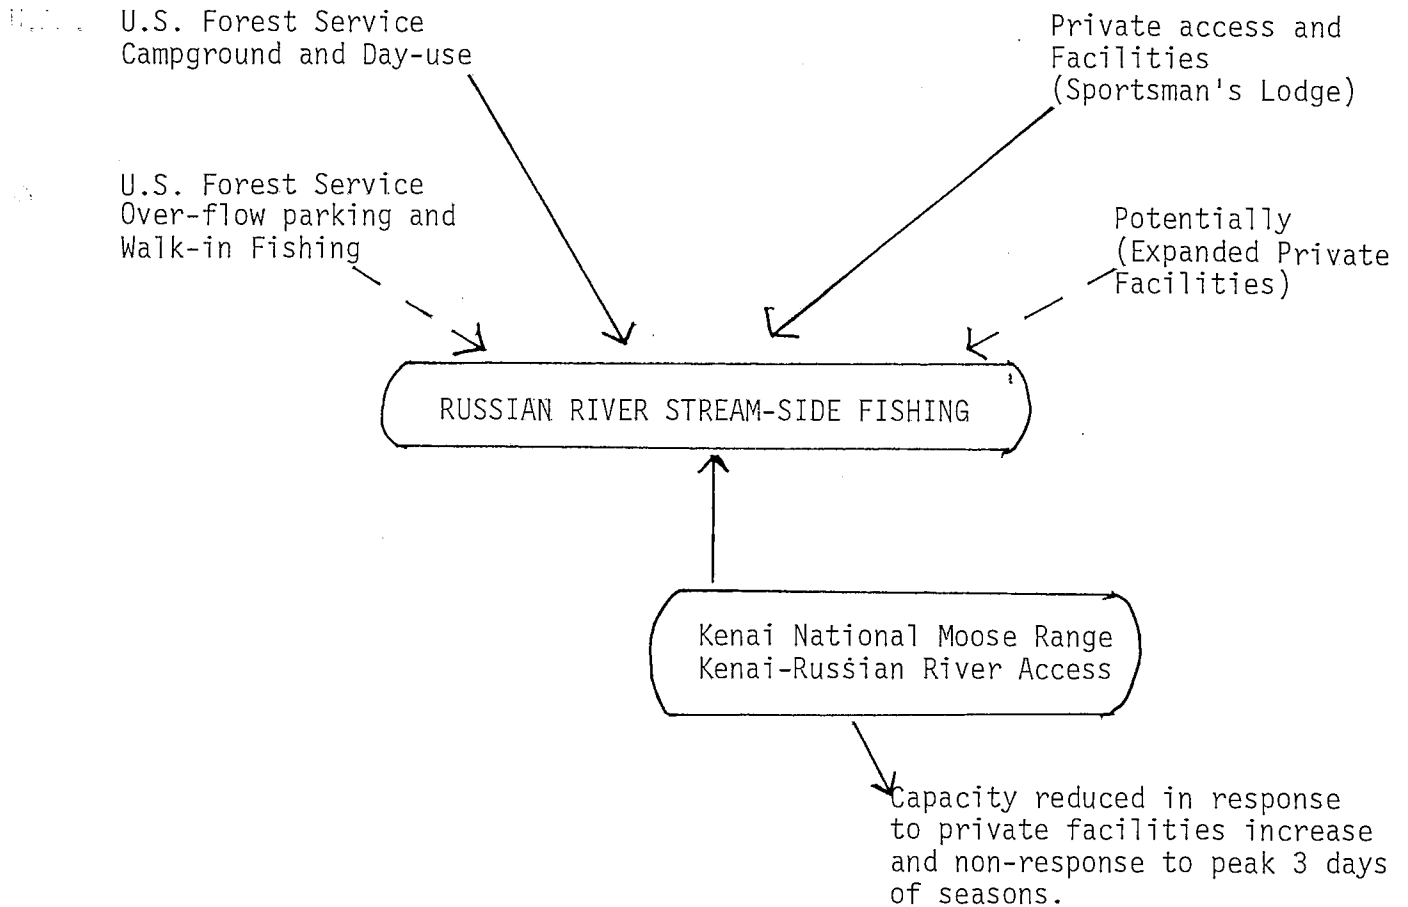 U.S. Forest Service
Campground and Day-use
Private access and
Facilities
(Sportsman's Lodge)
U.S. Forest Service
Over-flow parking and
Walk-in Fishing
Potentially
(Expanded Private
Facilities)
RUSSIAN RIVER STREAM-SIDE FISHING
Kenai National Moose Range
Kenai-Russian River Access
Capacity reduced in response
to private facilities increase
and non-response to peak 3 days
of seasons.